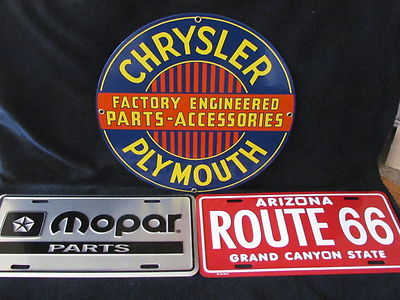 CHRYSLER
FACTORY ENGINEERED
PARTS-ACCESSORIES
PLYMOUTH
Mopar
PARTS
ARIZONA
ROUTE 66
GRAND CANYON STATE